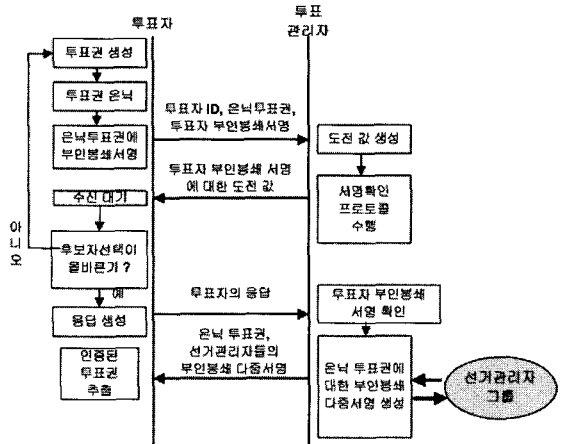 투표자
투표
관리자
투표권 생성
투표권 은닉
은닉투표권에
부인봉쇄서명
투표자 ID, 은닉투표권,
투표자 부인봉쇄서명
도전 값 생성
투표자 부인봉쇄 서명
에 대한 도전 값
서명확인
프로토콜
수행
수신 대기
아
니
오
후보자선택이
올바른가 ?
예
투표자의 응답
응답 생성
투표자 부인봉쇄
서명 확인
은닉 투표권,
선거관리자들의
부인봉쇄 다중서명
인증된
투표권
추출
은닉 투표권에
대한 부인봉쇄
다중서명 생성
선거관리자
그룹